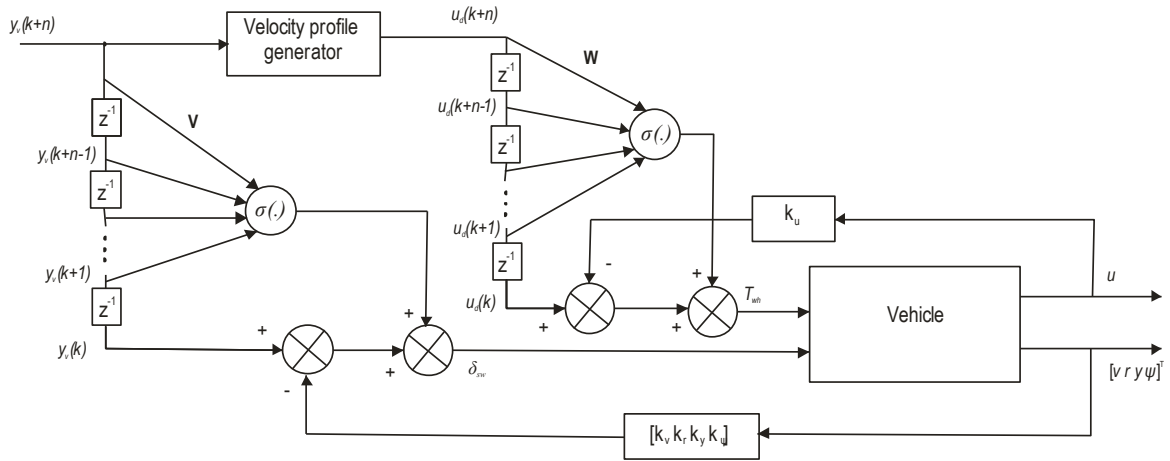 y_v(k+n)
Velocity profile
generator
u_d(k+n)
W
z⁻¹
V
z⁻¹
u_d(k+n-1)
z⁻¹
σ(.)
y_v(k+n-1)
z⁻¹
σ(.)
u_d(k+1)
k_u
z⁻¹
-
+
u
y_v(k+1)
z⁻¹
u_d(k)
+
+
T_wh
Vehicle
+
+
y_v(k)
+
δ_sw
-
[v r y ψ]ᵀ
[k_v k_r k_y k_ψ]